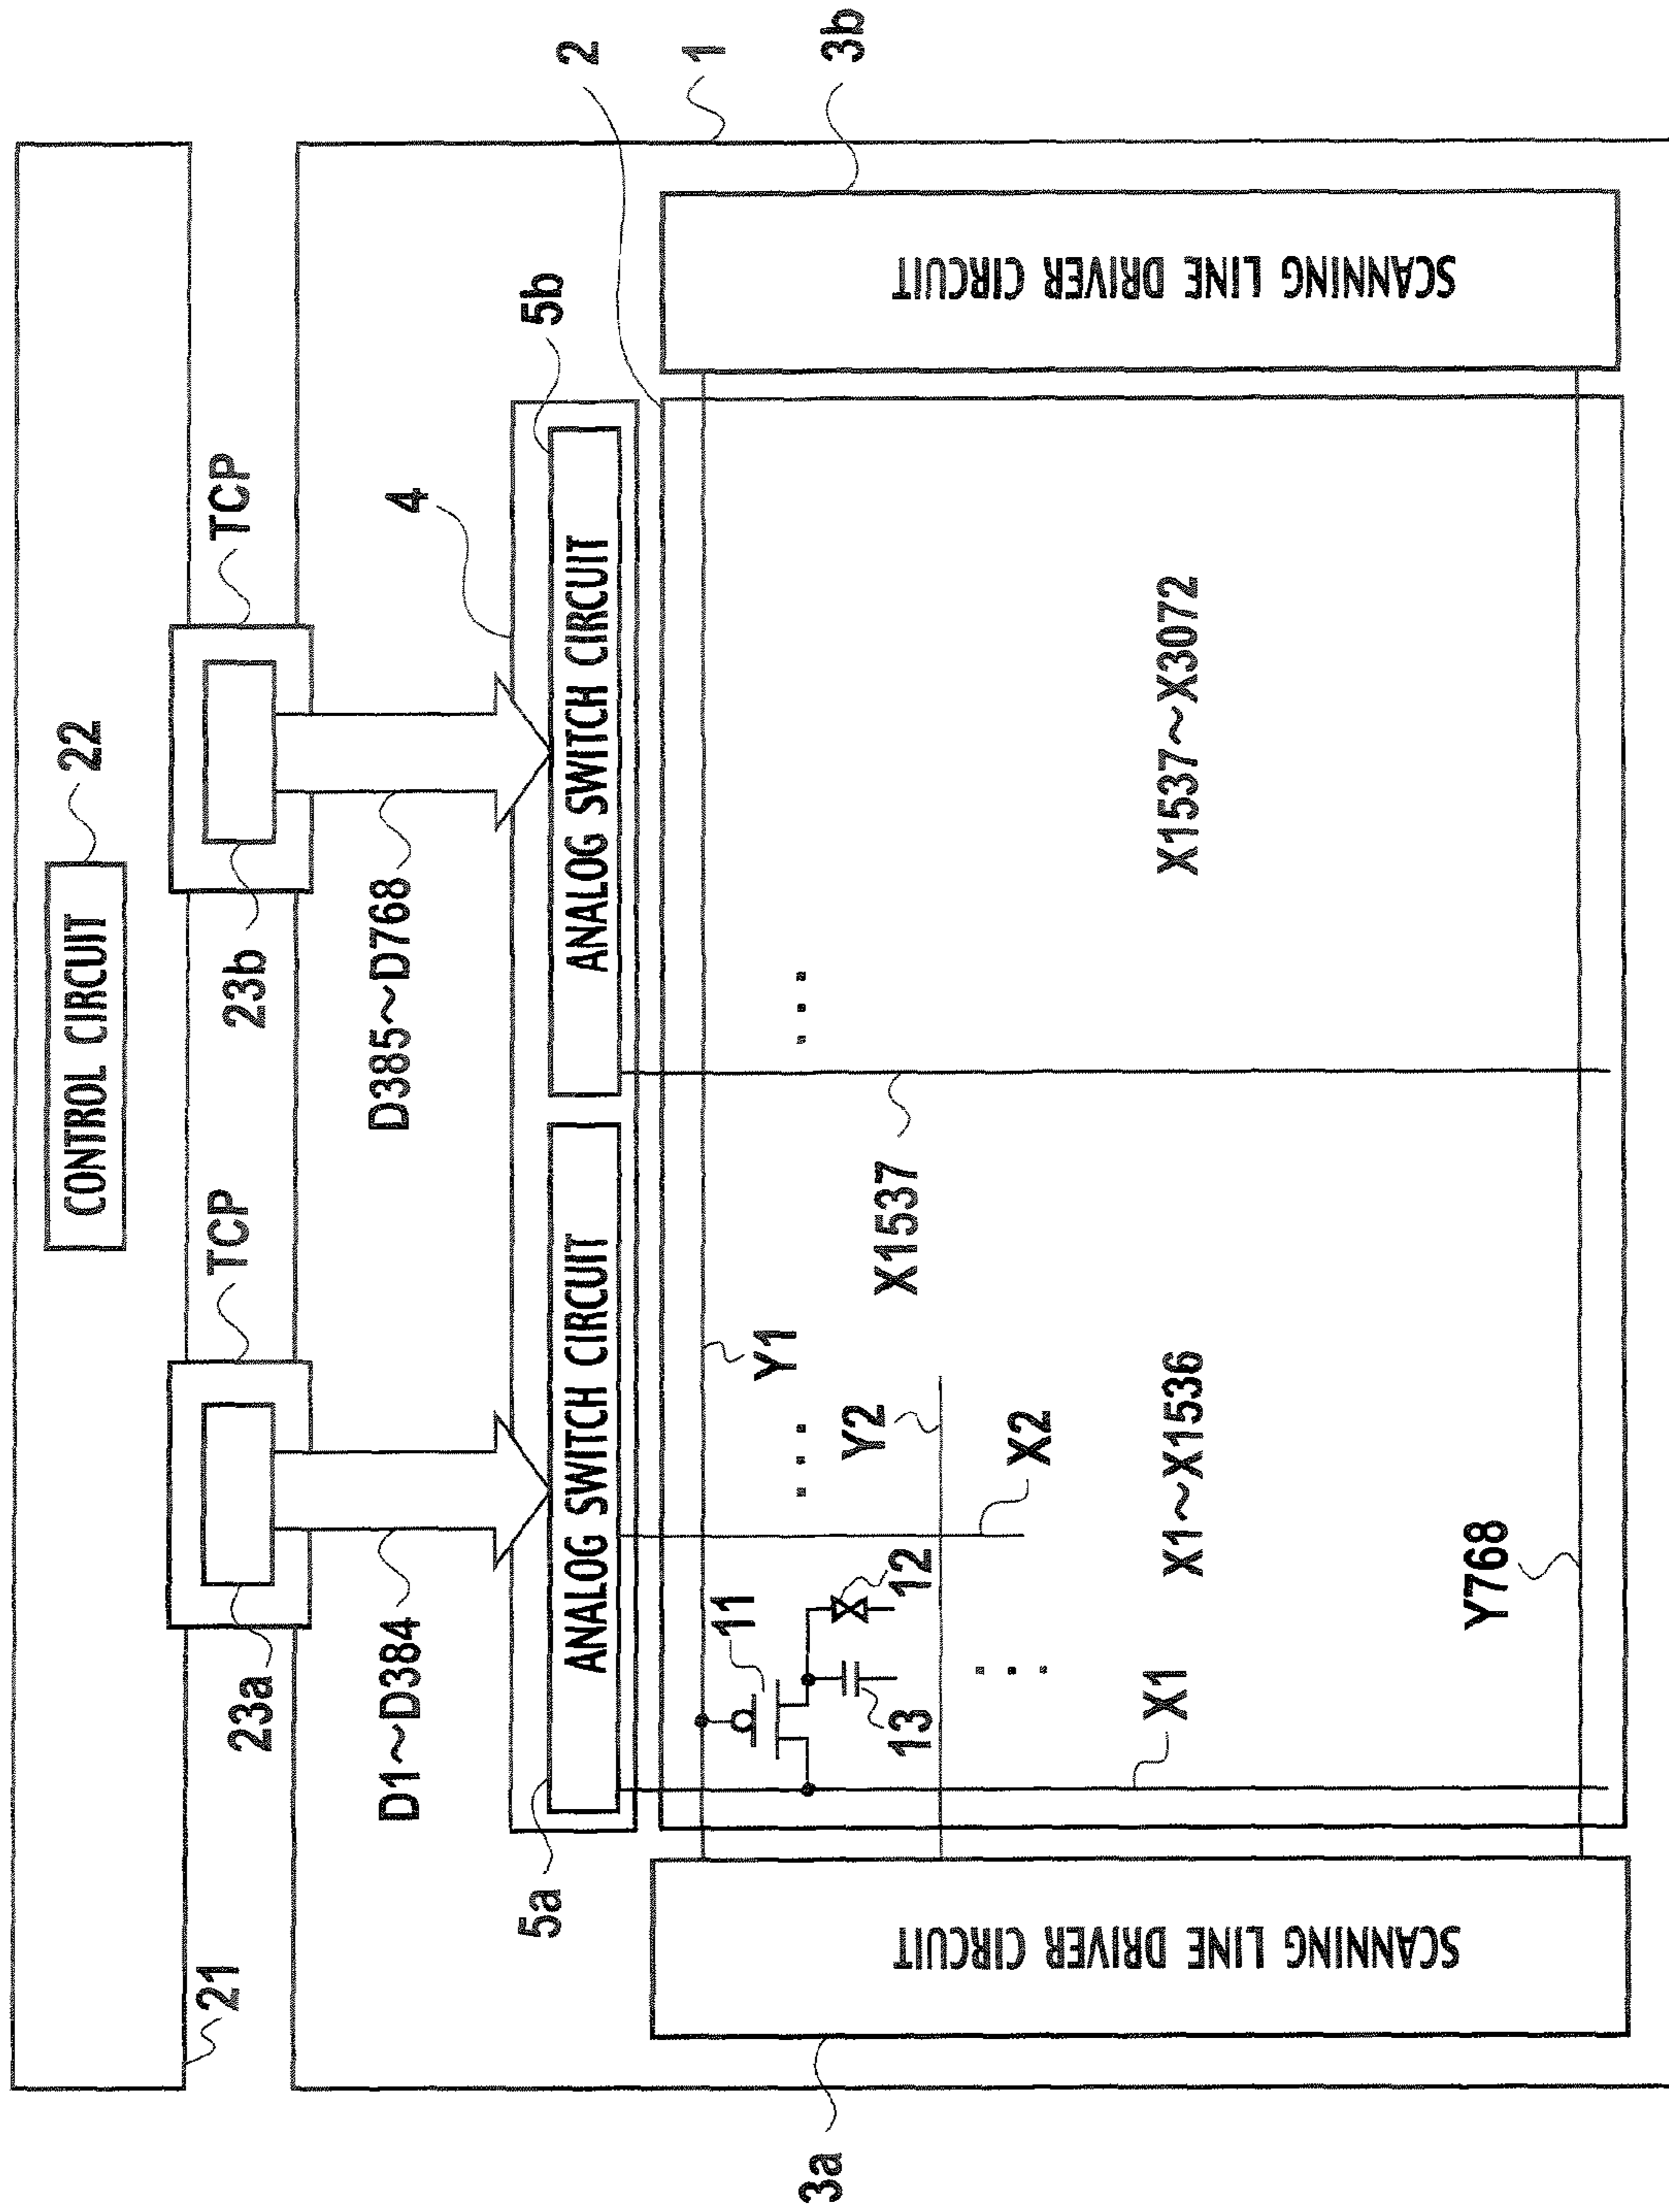 21
CONTROL CIRCUIT
22
23a
TCP
23b
TCP
D1~D384
D385~D768
4
5a
5b
2
1
ANALOG SWITCH CIRCUIT
ANALOG SWITCH CIRCUIT
3a
3b
SCANNING LINE DRIVER CIRCUIT
SCANNING LINE DRIVER CIRCUIT
11
Y1
...
...
13
12
Y2
X1537
...
X2
X1
X1~X1536
X1537~X3072
Y768